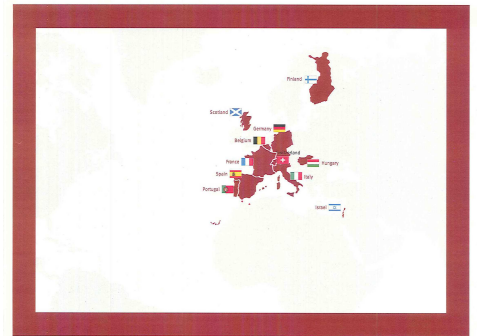 Finland
Scotland
Germany
Belgium
France
Hungary
Spain
Italy
Portugal
Israel